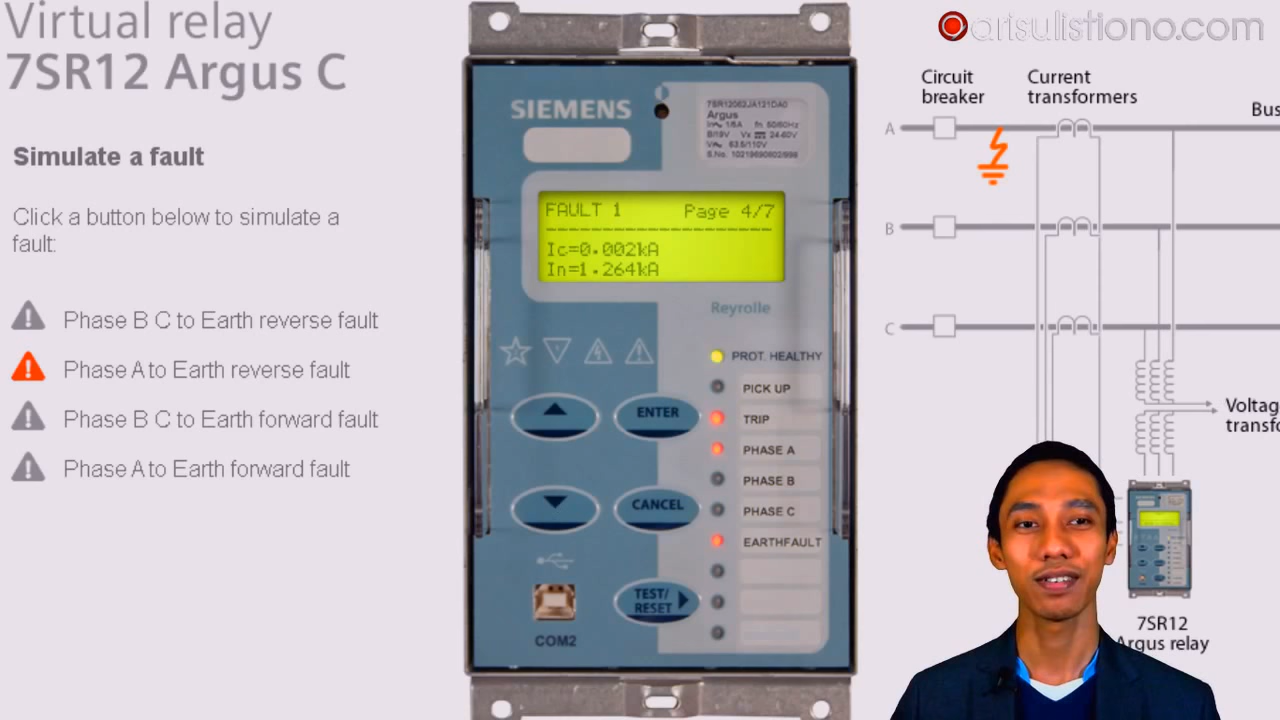 Virtual relay
7SR12 Argus C
Simulate a fault
Click a button below to simulate a
fault:
Phase B C to Earth reverse fault
Phase A to Earth reverse fault
Phase B C to Earth forward fault
Phase A to Earth forward fault
SIEMENS
Argus
FAULT 1 Page 4/7
Ic=0.002kA
In=1.264kA
Reyrolle
PROT. HEALTHY
PICK UP
TRIP
PHASE A
PHASE B
PHASE C
EARTHFAULT
ENTER
CANCEL
TEST/
RESET
COM2
arisulistiono.com
Circuit
breaker
Current
transformers
Bus
A
B
C
Voltag
transfo
7SR12
Argus relay